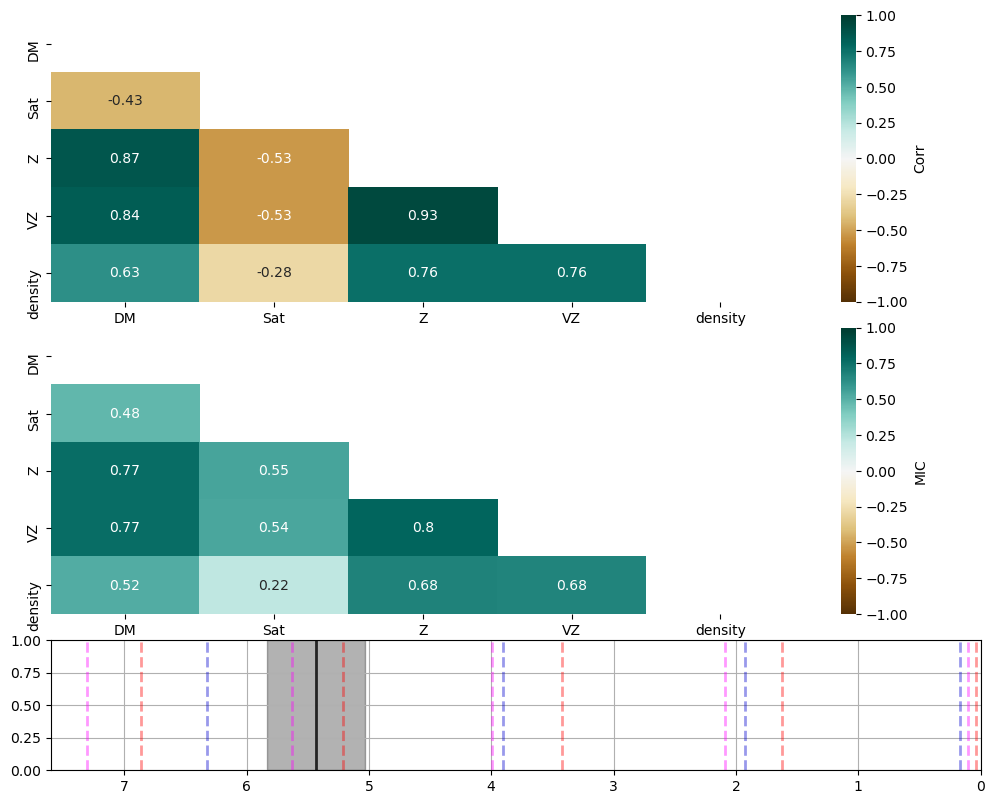 DM
Sat
Z
VZ
density
-0.43
0.87
-0.53
0.84
-0.53
0.93
0.63
-0.28
0.76
0.76
DM
Sat
Z
VZ
density
1.00
0.75
0.50
0.25
0.00
−0.25
−0.50
−0.75
−1.00
Corr
DM
Sat
Z
VZ
density
0.48
0.77
0.55
0.77
0.54
0.8
0.52
0.22
0.68
0.68
DM
Sat
Z
VZ
density
1.00
0.75
0.50
0.25
0.00
−0.25
−0.50
−0.75
−1.00
MIC
1.00
0.75
0.50
0.25
0.00
7
6
5
4
3
2
1
0